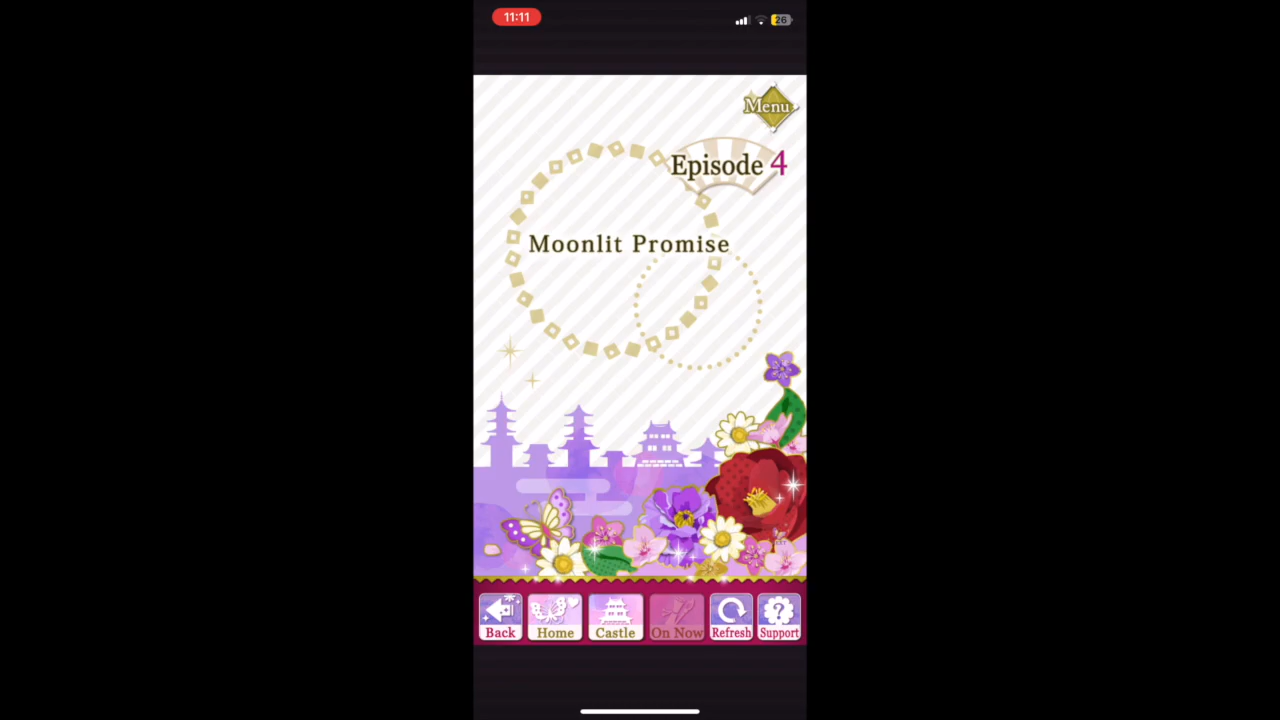 11:11
26
Menu
Episode 4
Moonlit Promise
Back
Home
Castle
On Now
Refresh
?
Support